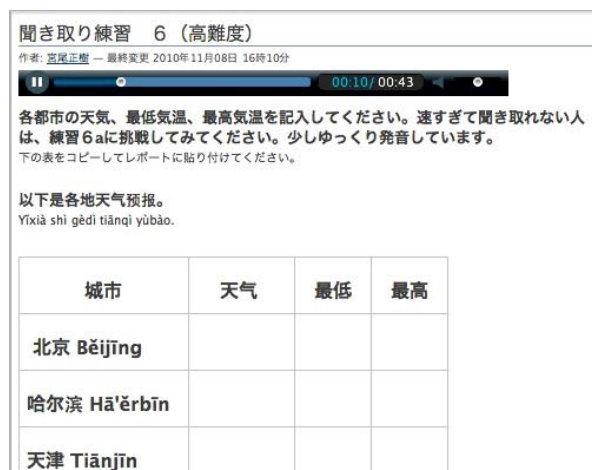 聞き取り練習 6(高難度)
作者: 宮尾正樹 — 最終変更 2010年11月08日 16時10分
00:10/ 00:43
各都市の天気、最低気温、最高気温を記入してください。速すぎて聞き取れない人
は、練習6aに挑戦してみてください。少しゆっくり発音しています。
下の表をコピーしてレポートに貼り付けてください。
以下是各地天气预报。
Yǐxià shì gèdì tiānqì yùbào.
城市 天气 最低 最高
北京 Běijīng
哈尔滨 Hā'ěrbīn
天津 Tiānjīn